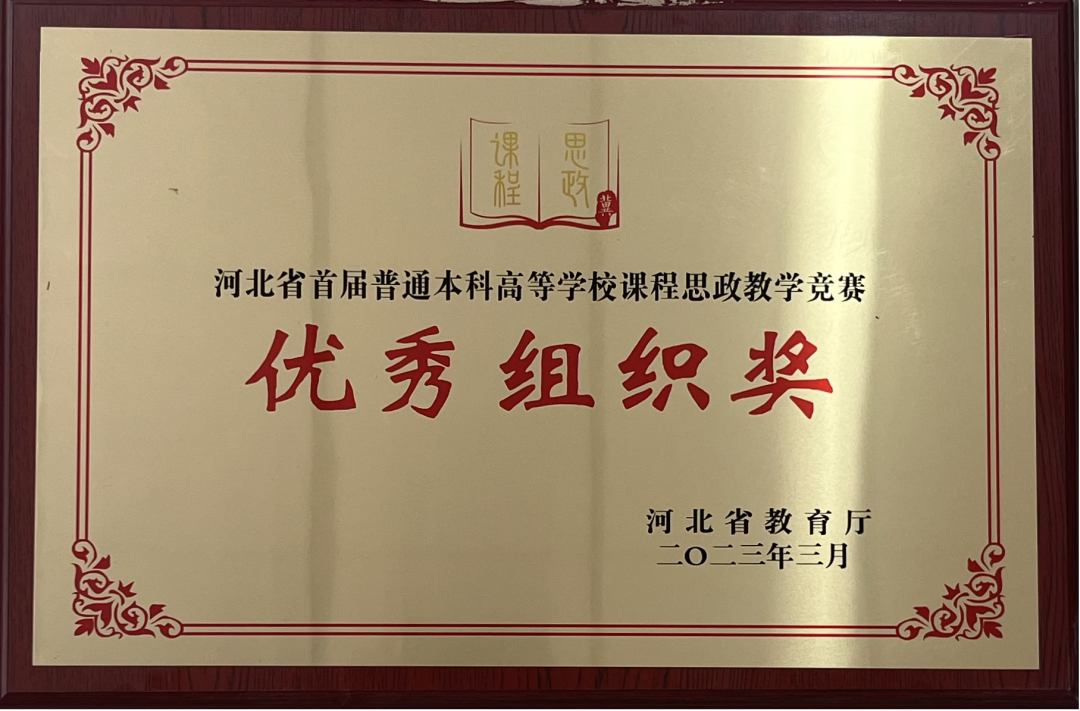 课程
思政
冀
河北省首届普通本科高等学校课程思政教学竞赛
优秀组织奖
河北省教育厅
二〇二三年三月